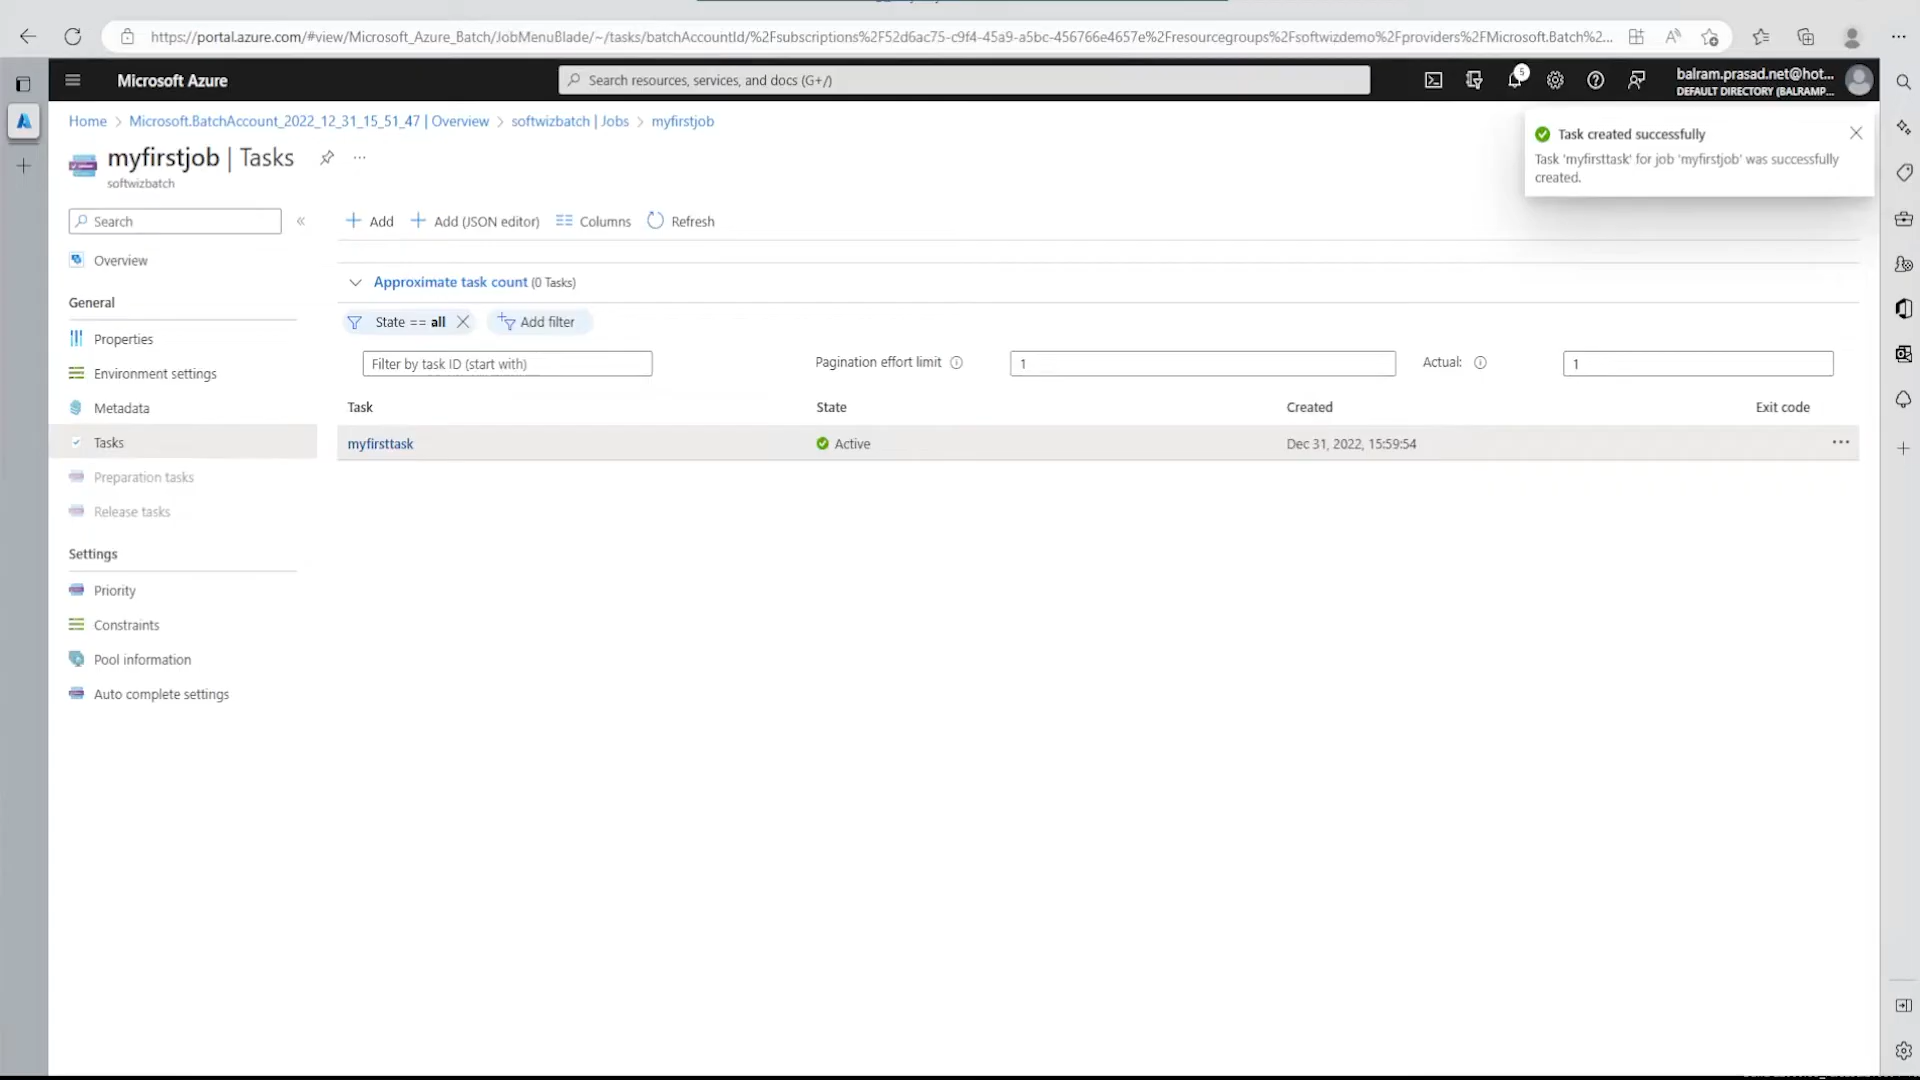 https://portal.azure.com/#view/Microsoft_Azure_Batch/JobMenuBlade/~/tasks/batchAccountId/%2Fsubscriptions%2F52d6ac75-c9f4-45a9-a5bc-456766e4657e%2Fresourcegroups%2Fsoftwizdemo%2Fproviders%2FMicrosoft.Batch%2...
Microsoft Azure
Search resources, services, and docs (G+/)
5
balram.prasad.net@hot...
DEFAULT DIRECTORY (BALRAMP...
Home > Microsoft.BatchAccount_2022_12_31_15_51_47 | Overview > softwizbatch | Jobs > myfirstjob
Task created successfully
Task 'myfirsttask' for job 'myfirstjob' was successfully
created.
myfirstjob | Tasks
softwizbatch
Search
Add
Add (JSON editor)
Columns
Refresh
Overview
General
Properties
Environment settings
Metadata
Tasks
Preparation tasks
Release tasks
Settings
Priority
Constraints
Pool information
Auto complete settings
Approximate task count (0 Tasks)
State == all
Add filter
Filter by task ID (start with)
Pagination effort limit
1
Actual:
1
Task State Created Exit code
myfirsttask Active Dec 31, 2022, 15:59:54